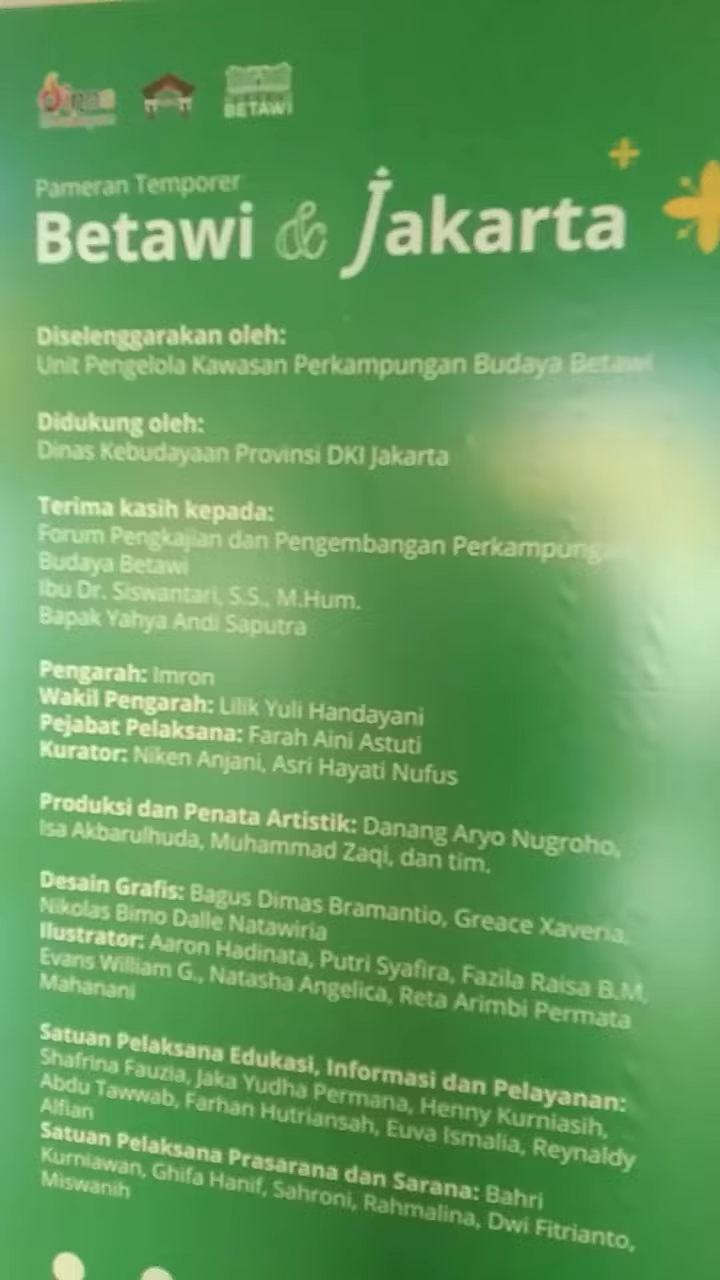 BETAWI
Pameran Temporer
Betawi & Jakarta
Diselenggarakan oleh:
Unit Pengelola Kawasan Perkampungan Budaya Betawi
Didukung oleh:
Dinas Kebudayaan Provinsi DKI Jakarta
Terima kasih kepada:
Forum Pengkajian dan Pengembangan
Budaya Betawi
Ibu Dr. Siswantari, S.S., M.Hum.
Bapak Yahya Andi Saputra
Pengarah: Imron
Wakil Pengarah: Lilik Yuli Handayani
Pejabat Pelaksana: Farah Aini Astuti
Kurator: Niken Anjani, Asri Hayati Nufus
Produksi dan Penata Artistik: Danang Aryo Nugroho,
Isa Akbarulhuda, Muhammad Zaqi, dan tim.
Desain Grafis: Bagus Dimas Bramantio, Greace Xaveria,
Nikolas Bimo Dalle Natawiria
Ilustrator: Aaron Hadinata, Putri Syafira, Fazila Raisa B.M,
Evans William G., Natasha Angelica, Reta Arimbi Permata
Mahanani
Satuan Pelaksana Edukasi, Informasi dan Pelayanan:
Shafrina Fauzia, Jaka Yudha Permana, Henny Kurniasih,
Abdu Tawwab, Farhan Hutriansah, Euva Ismalia, Reynaldy
Alfian
Satuan Pelaksana Prasarana dan Sarana: Bahri
Kurniawan, Ghifa Hanif, Sahroni, Rahmalina, Dwi Fitrianto,
Miswanih